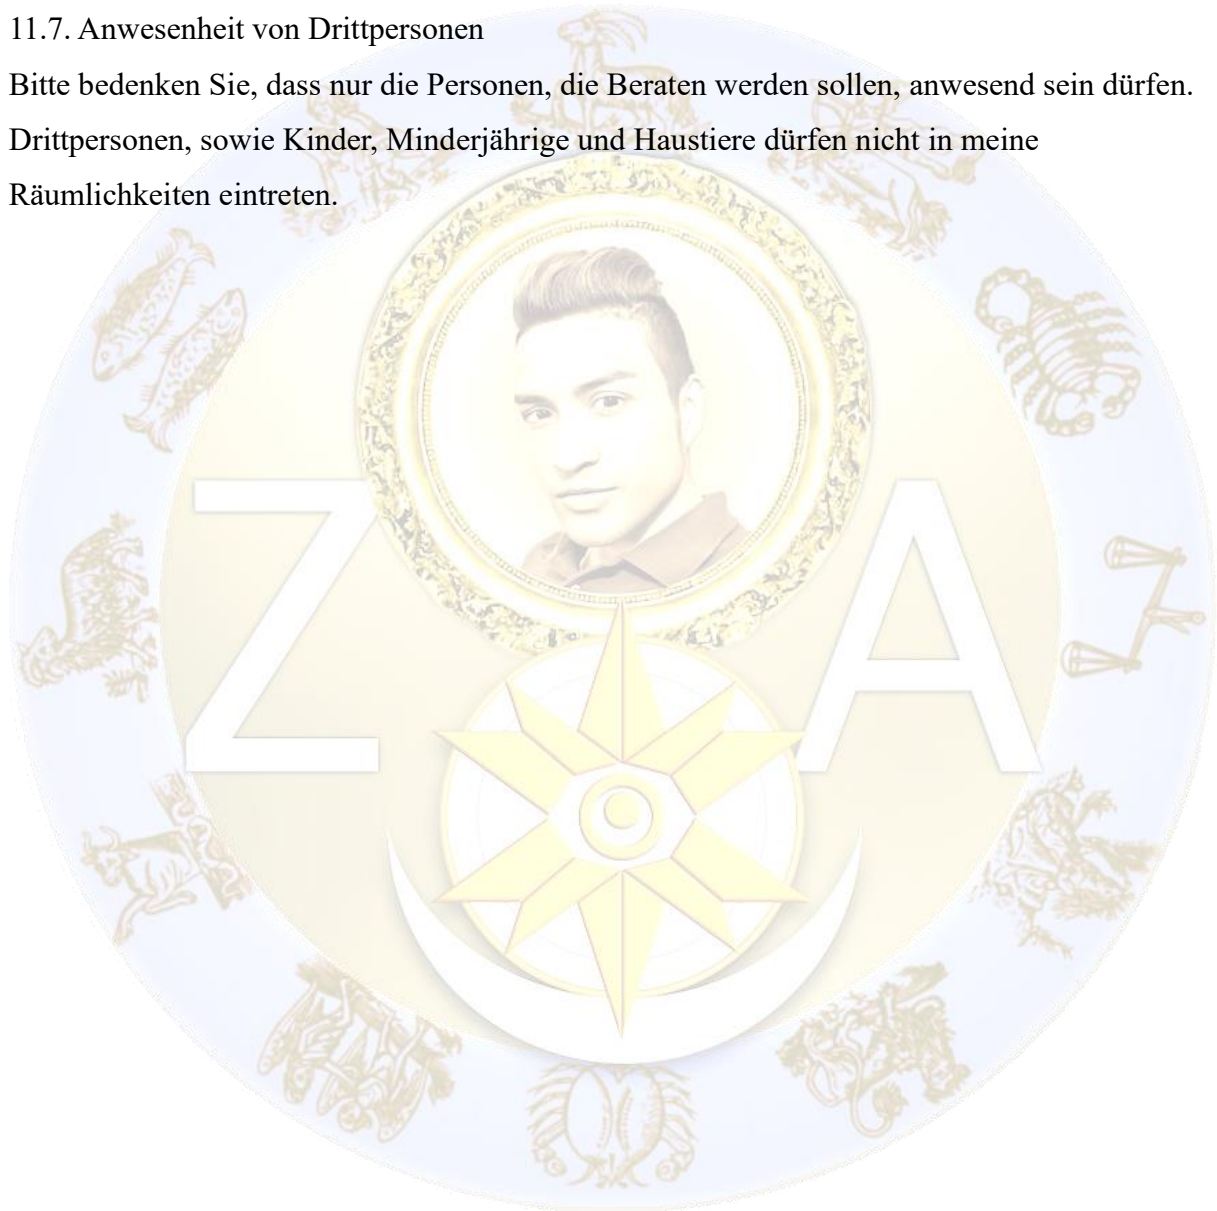 11.7. Anwesenheit von Drittpersonen
Bitte bedenken Sie, dass nur die Personen, die Beraten werden sollen, anwesend sein dürfen.
Drittpersonen, sowie Kinder, Minderjährige und Haustiere dürfen nicht in meine
Räumlichkeiten eintreten.
Z A